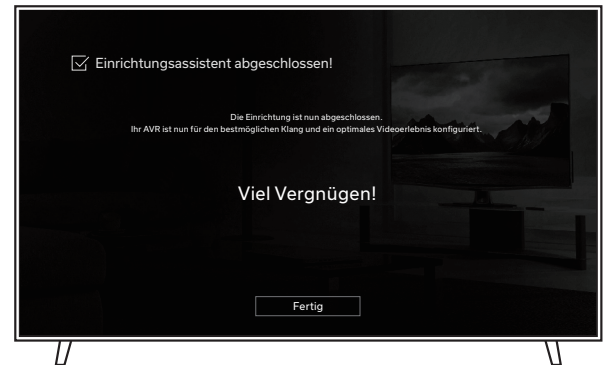 Einrichtungsassistent abgeschlossen!
Die Einrichtung ist nun abgeschlossen.
Ihr AVR ist nun für den bestmöglichen Klang und ein optimales Videoerlebnis konfiguriert.
Viel Vergnügen!
Fertig